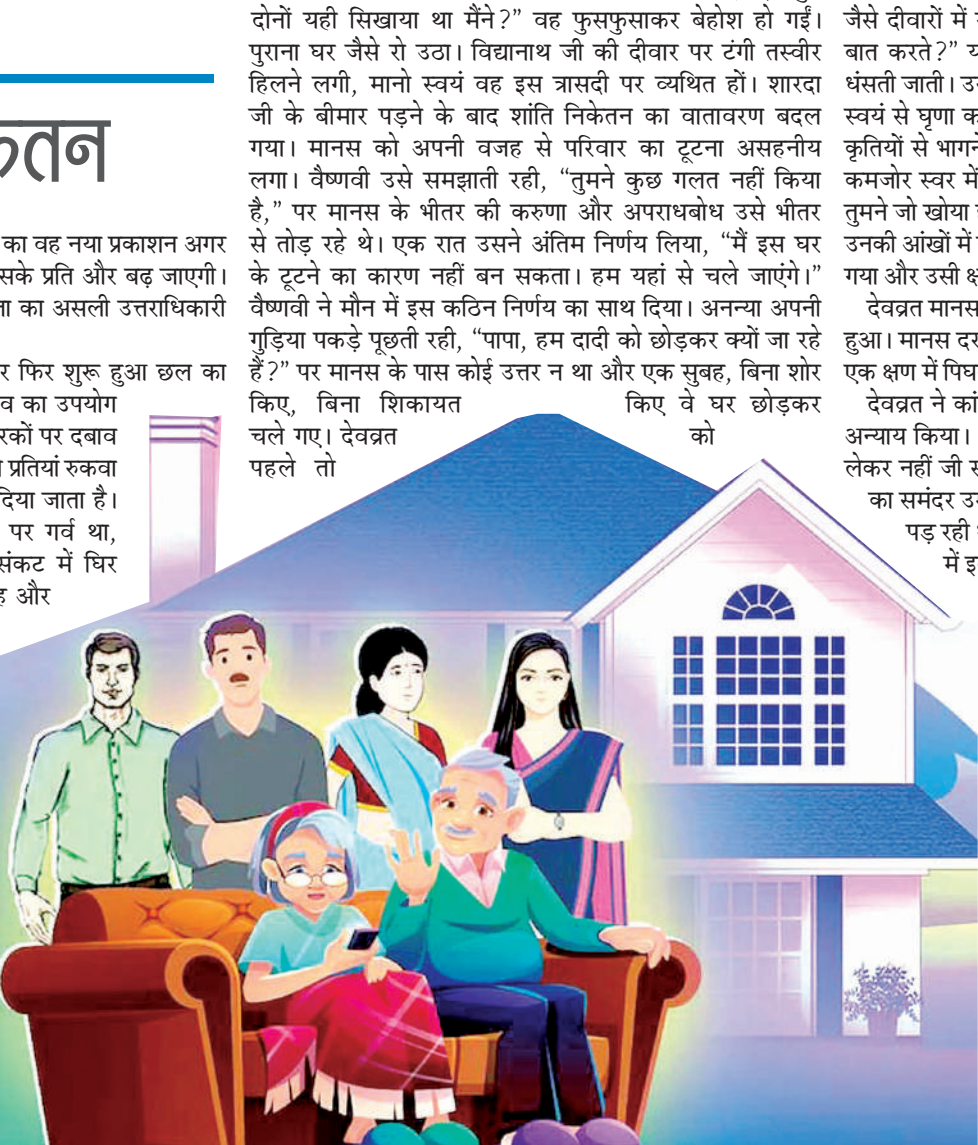 केतन
का वह नया प्रकाशन अगर
सके प्रति और बढ़ जाएगी।
ता का असली उत्तराधिकारी
र फिर शुरू हुआ छल का
व का उपयोग
रकों पर दबाव
प्रतियां रुकवा
दिया जाता है।
पर गर्व था,
संकट में घिर
ह और
दोनों यही सिखाया था मैंने?” वह फुसफुसाकर बेहोश हो गईं।
पुराना घर जैसे रो उठा। विद्यानाथ जी की दीवार पर टंगी तस्वीर
हिलने लगी, मानो स्वयं वह इस त्रासदी पर व्यथित हों। शारदा
जी के बीमार पड़ने के बाद शांति निकेतन का वातावरण बदल
गया। मानस को अपनी वजह से परिवार का टूटना असहनीय
लगा। वैष्णवी उसे समझाती रही, “तुमने कुछ गलत नहीं किया
है,” पर मानस के भीतर की करुणा और अपराधबोध उसे भीतर
से तोड़ रहे थे। एक रात उसने अंतिम निर्णय लिया, “मैं इस घर
के टूटने का कारण नहीं बन सकता। हम यहां से चले जाएंगे।”
वैष्णवी ने मौन में इस कठिन निर्णय का साथ दिया। अनन्या अपनी
गुड़िया पकड़े पूछती रही, “पापा, हम दादी को छोड़कर क्यों जा रहे
हैं?” पर मानस के पास कोई उत्तर न था और एक सुबह, बिना शोर
किए, बिना शिकायत किए वे घर छोड़कर
चले गए। देवव्रत को
पहले तो
जैसे दीवारों में
बात करते?”
धंसती जाती।
स्वयं से घृणा
कृतियों से भागने
कमजोर स्वर में
तुमने जो खोया
उनकी आंखों में
गया और उसी
देवव्रत मानस
हुआ। मानस
एक क्षण में
देवव्रत ने
अन्याय किया।
लेकर नहीं जी
का समंदर
पड़ रही
में